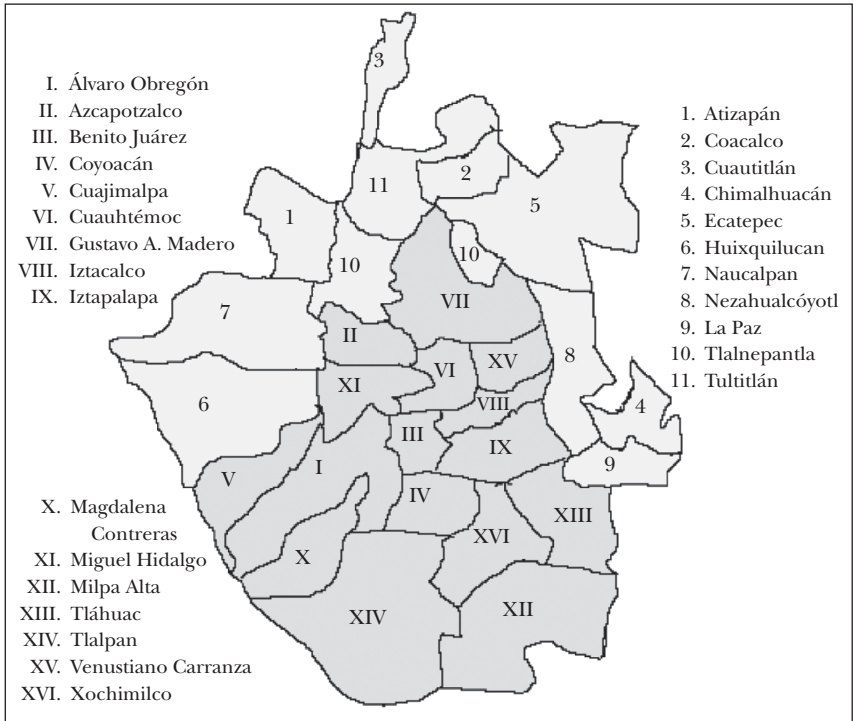 I. Álvaro Obregón
II. Azcapotzalco
III. Benito Juárez
IV. Coyoacán
V. Cuajimalpa
VI. Cuauhtémoc
VII. Gustavo A. Madero
VIII. Iztacalco
IX. Iztapalapa
1. Atizapán
2. Coacalco
3. Cuautitlán
4. Chimalhuacán
5. Ecatepec
6. Huixquilucan
7. Naucalpan
8. Nezahualcóyotl
9. La Paz
10. Tlalnepantla
11. Tultitlán
3
2
11
5
1
10
10
VII
7
II
8
VI
XV
XI
6
VIII
4
III
IX
I
9
V
IV
XIII
XVI
X
XII
XIV
X. Magdalena
Contreras
XI. Miguel Hidalgo
XII. Milpa Alta
XIII. Tláhuac
XIV. Tlalpan
XV. Venustiano Carranza
XVI. Xochimilco